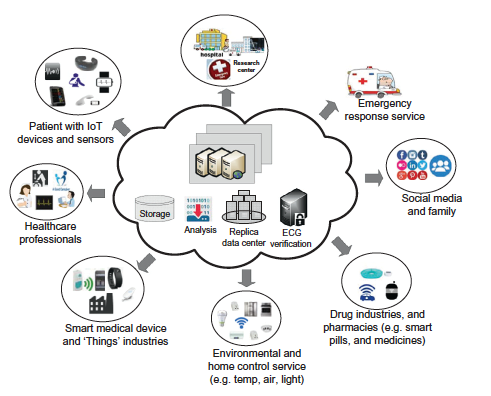 hospital
Research
center
Emergency
response service
Patient with IoT
devices and sensors
Social media
and family
Healthcare
professionals
Storage
Analysis
Replica
data center
ECG
verification
Smart medical device
and ‘Things’ industries
Environmental and
home control service
(e.g. temp, air, light)
Drug industries, and
pharmacies (e.g. smart
pills, and medicines)